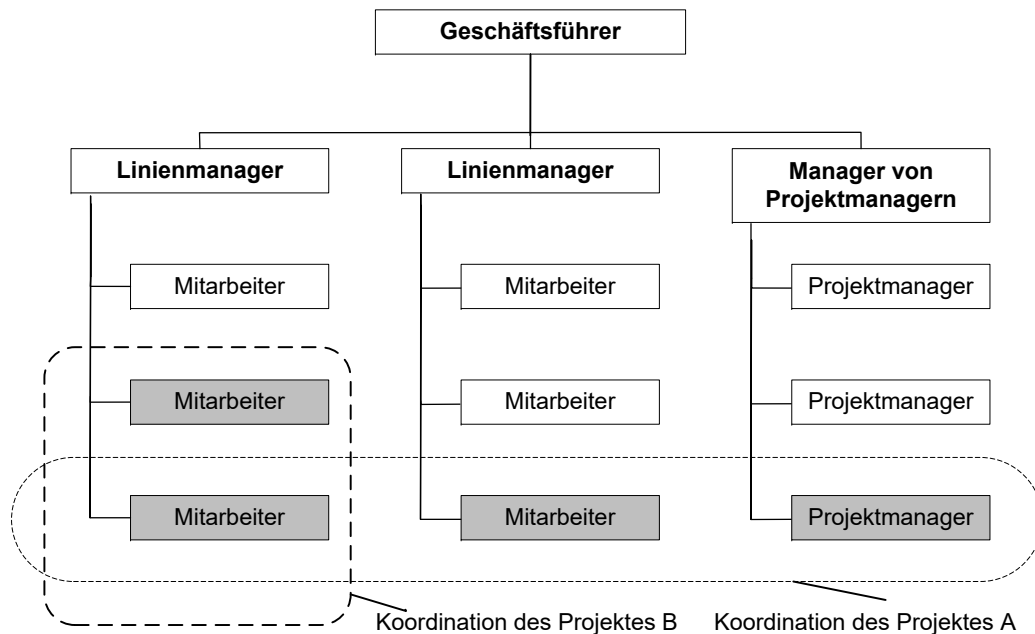 Geschäftsführer
Linienmanager
Linienmanager
Manager von
Projektmanagern
Mitarbeiter
Mitarbeiter
Projektmanager
Mitarbeiter
Mitarbeiter
Projektmanager
Mitarbeiter
Mitarbeiter
Projektmanager
Koordination des Projektes B
Koordination des Projektes A